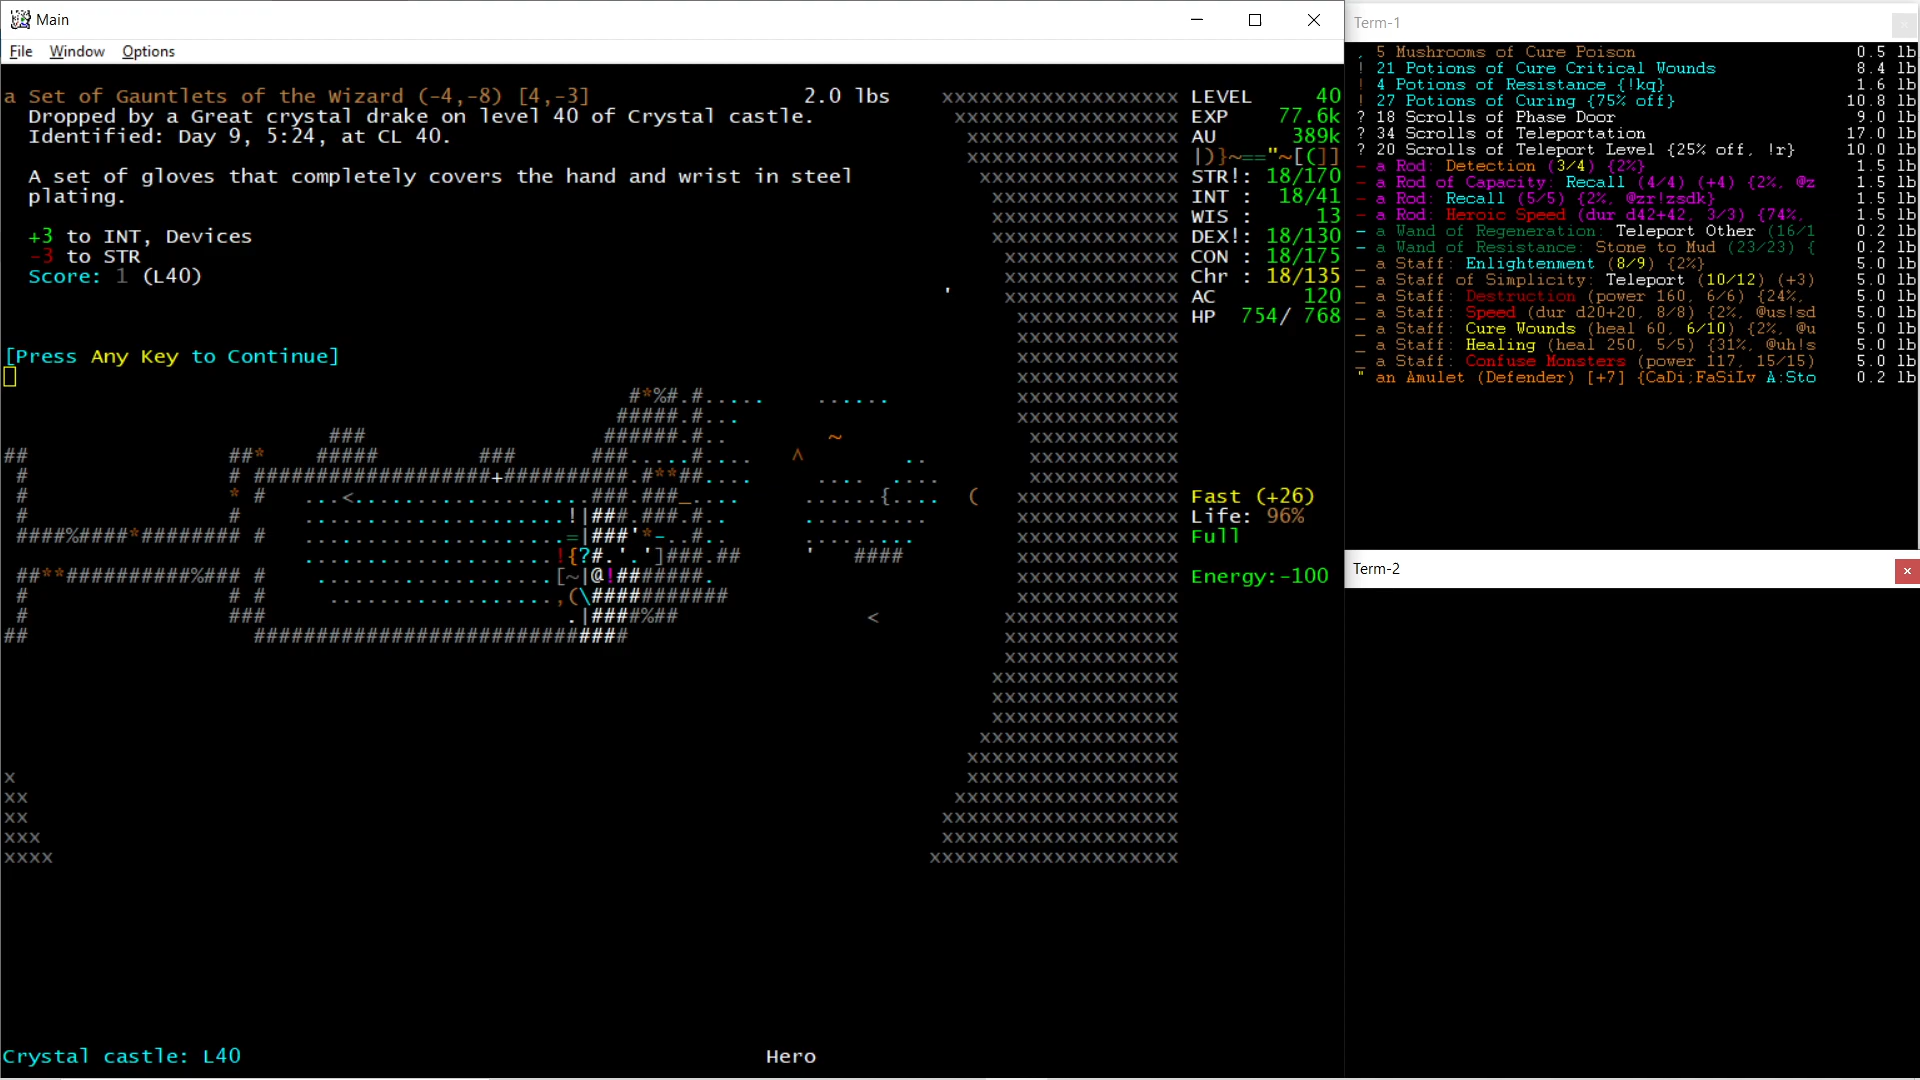 Main
File Window Options
a Set of Gauntlets of the Wizard (-4,-8) [4,-3] 2.0 lbs
Dropped by a Great crystal drake on level 40 of Crystal castle.
Identified: Day 9, 5:24, at CL 40.
A set of gloves that completely covers the hand and wrist in steel
plating.
+3 to INT, Devices
-3 to STR
Score: 1 (L40)
[Press Any Key to Continue]
LEVEL 40
EXP 77.6k
AU 389k
|)}~=="~[(]]
STR!: 18/170
INT : 18/41
WIS : 13
DEX!: 18/130
CON : 18/175
Chr : 18/135
AC 120
HP 754/ 768
Fast (+26)
Life: 96%
Full
Energy:-100
Crystal castle: L40
Hero
Term-1
, 5 Mushrooms of Cure Poison 0.5 lb
! 21 Potions of Cure Critical Wounds 8.4 lb
! 4 Potions of Resistance {!kq} 1.6 lb
! 27 Potions of Curing {75% off} 10.8 lb
? 18 Scrolls of Phase Door 9.0 lb
? 34 Scrolls of Teleportation 17.0 lb
? 20 Scrolls of Teleport Level {25% off, !r} 10.0 lb
- a Rod: Detection (3/4) {2%} 1.5 lb
- a Rod of Capacity: Recall (4/4) (+4) {2%, @z 1.5 lb
- a Rod: Recall (5/5) {2%, @zr!zsdk} 1.5 lb
- a Rod: Heroic Speed (dur d42+42, 3/3) {74%, 1.5 lb
- a Wand of Regeneration: Teleport Other (16/1 0.2 lb
- a Wand of Resistance: Stone to Mud (23/23) { 0.2 lb
_ a Staff: Enlightenment (8/9) {2%} 5.0 lb
_ a Staff of Simplicity: Teleport (10/12) (+3) 5.0 lb
_ a Staff: Destruction (power 160, 6/6) {24%, 5.0 lb
_ a Staff: Speed (dur d20+20, 8/8) {2%, @us!sd 5.0 lb
_ a Staff: Cure Wounds (heal 60, 6/10) {2%, @u 5.0 lb
_ a Staff: Healing (heal 250, 5/5) {31%, @uh!s 5.0 lb
_ a Staff: Confuse Monsters (power 117, 15/15) 5.0 lb
" an Amulet (Defender) [+7] {CaDi;FaSiLv A:Sto 0.2 lb
Term-2